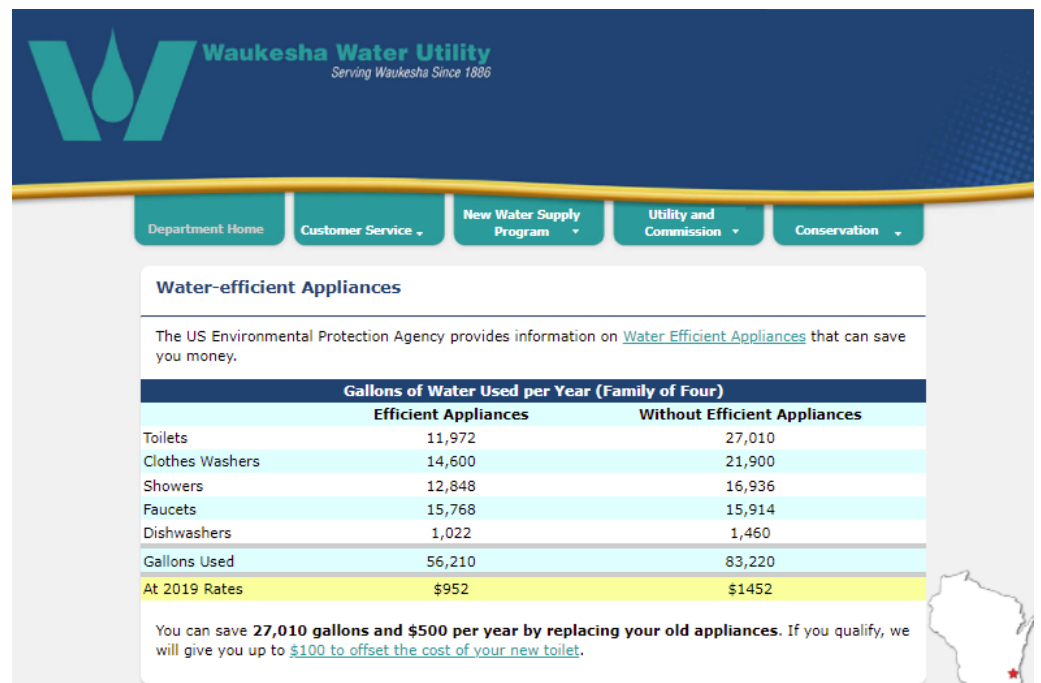 Waukesha Water Utility
Serving Waukesha Since 1886
Department Home
Customer Service
New Water Supply
Program
Utility and
Commission
Conservation
Water-efficient Appliances
The US Environmental Protection Agency provides information on Water Efficient Appliances that can save
you money.
Gallons of Water Used per Year (Family of Four)
Efficient Appliances Without Efficient Appliances
Toilets 11,972 27,010
Clothes Washers 14,600 21,900
Showers 12,848 16,936
Faucets 15,768 15,914
Dishwashers 1,022 1,460
Gallons Used 56,210 83,220
At 2019 Rates $952 $1452
You can save 27,010 gallons and $500 per year by replacing your old appliances. If you qualify, we
will give you up to $100 to offset the cost of your new toilet.